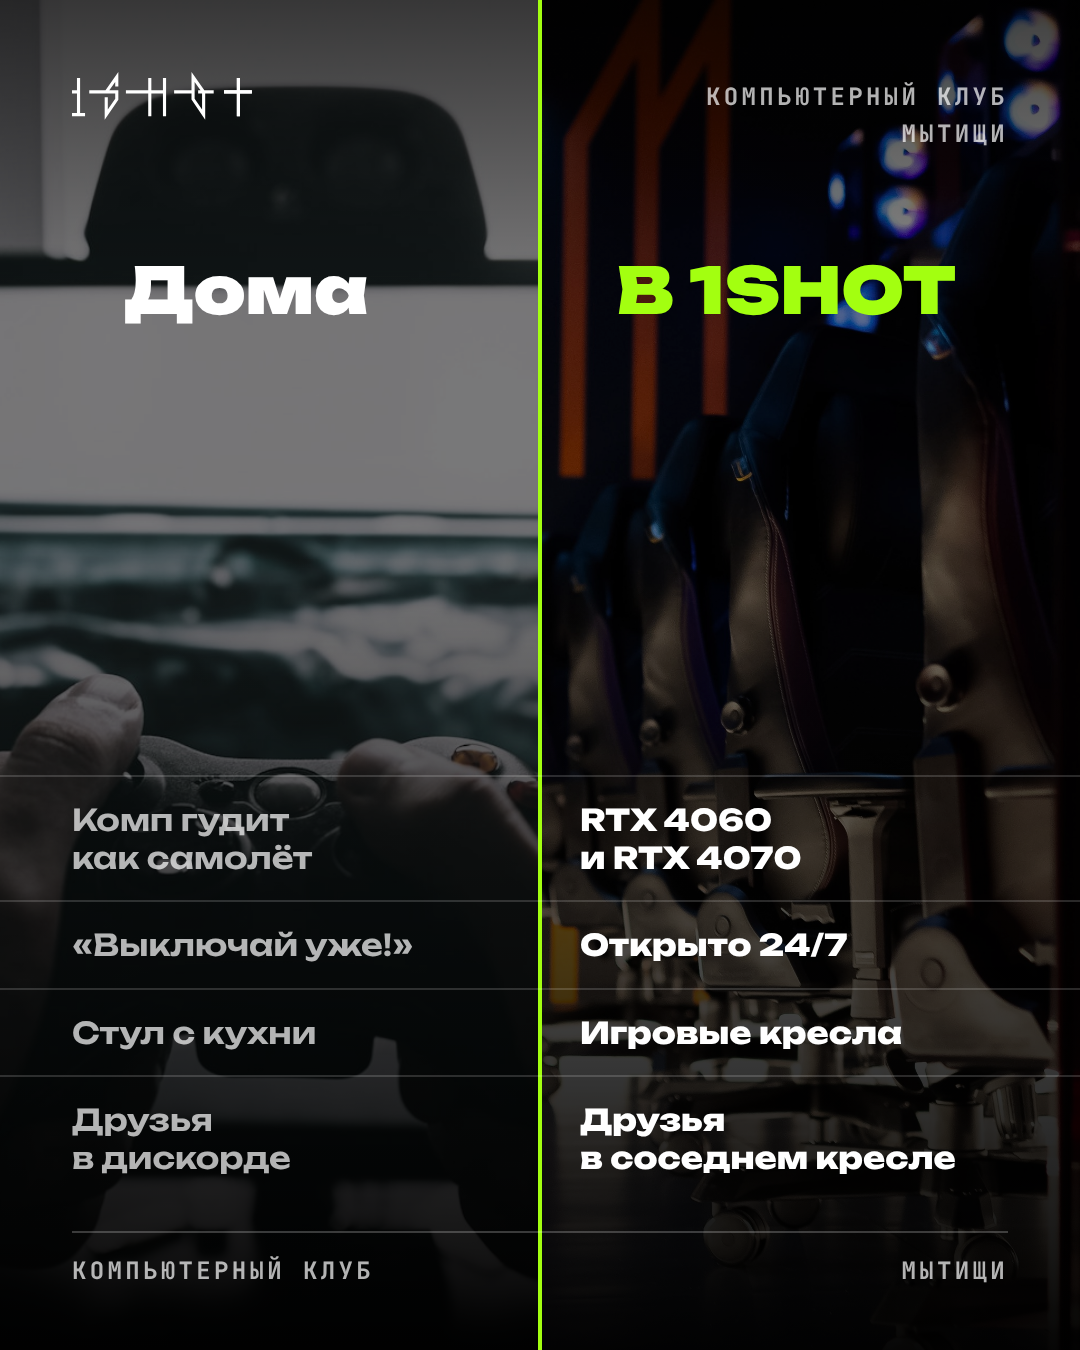 1SHOT
КОМПЬЮТЕРНЫЙ КЛУБ
МЫТИЩИ
Дома
В 1SHOT
Комп гудит
как самолёт
RTX 4060
и RTX 4070
«Выключай уже!»
Открыто 24/7
Стул с кухни
Игровые кресла
Друзья
в дискорде
Друзья
в соседнем кресле
КОМПЬЮТЕРНЫЙ КЛУБ
МЫТИЩИ